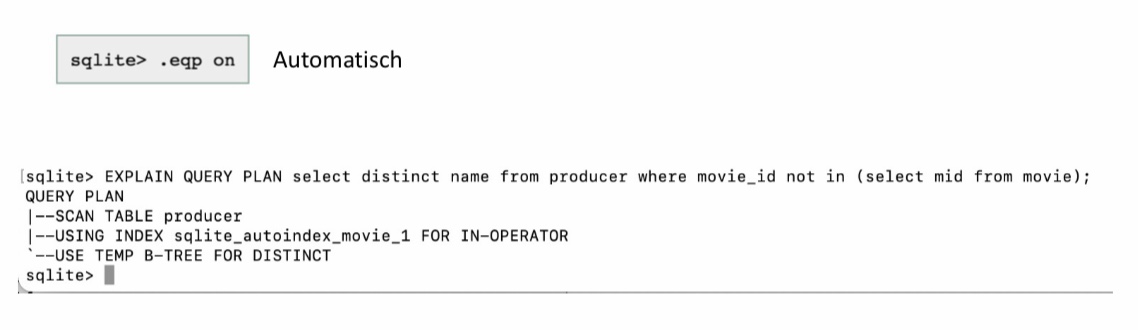 sqlite> .eqp on
Automatisch
[sqlite> EXPLAIN QUERY PLAN select distinct name from producer where movie_id not in (select mid from movie);
QUERY PLAN
|--SCAN TABLE producer
|--USING INDEX sqlite_autoindex_movie_1 FOR IN-OPERATOR
`--USE TEMP B-TREE FOR DISTINCT
sqlite>